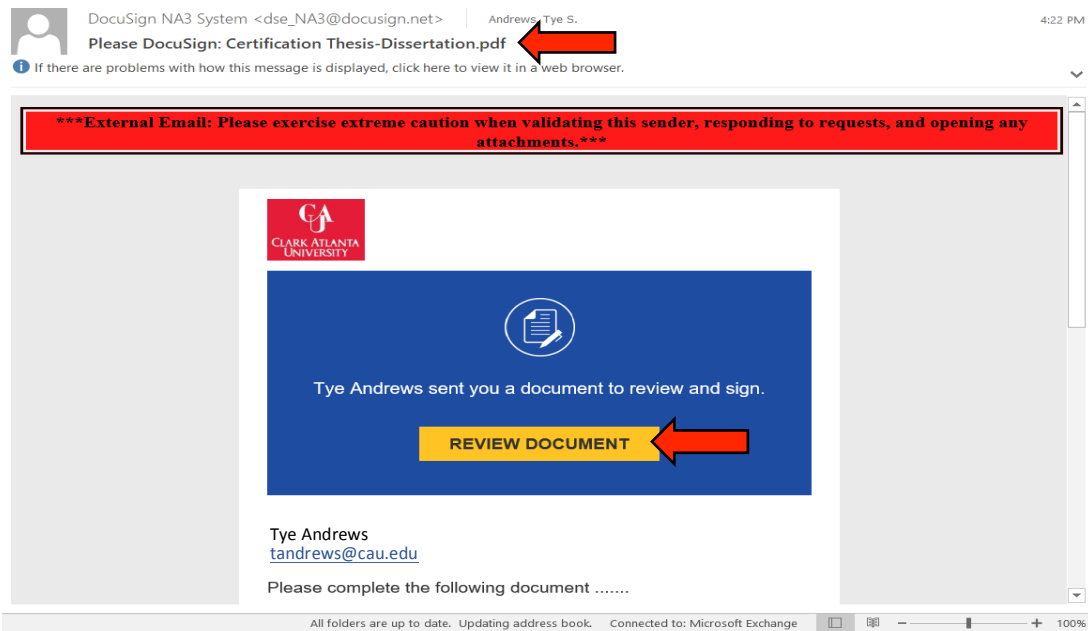 DocuSign NA3 System <dse_NA3@docusign.net>
Andrews, Tye S.
4:22 PM
Please DocuSign: Certification Thesis-Dissertation.pdf
If there are problems with how this message is displayed, click here to view it in a web browser.
***External Email: Please exercise extreme caution when validating this sender, responding to requests, and opening any
attachments.***
CAU
CLARK ATLANTA
UNIVERSITY
Tye Andrews sent you a document to review and sign.
REVIEW DOCUMENT
Tye Andrews
tandrews@cau.edu
Please complete the following document .......
All folders are up to date. Updating address book. Connected to: Microsoft Exchange 100%